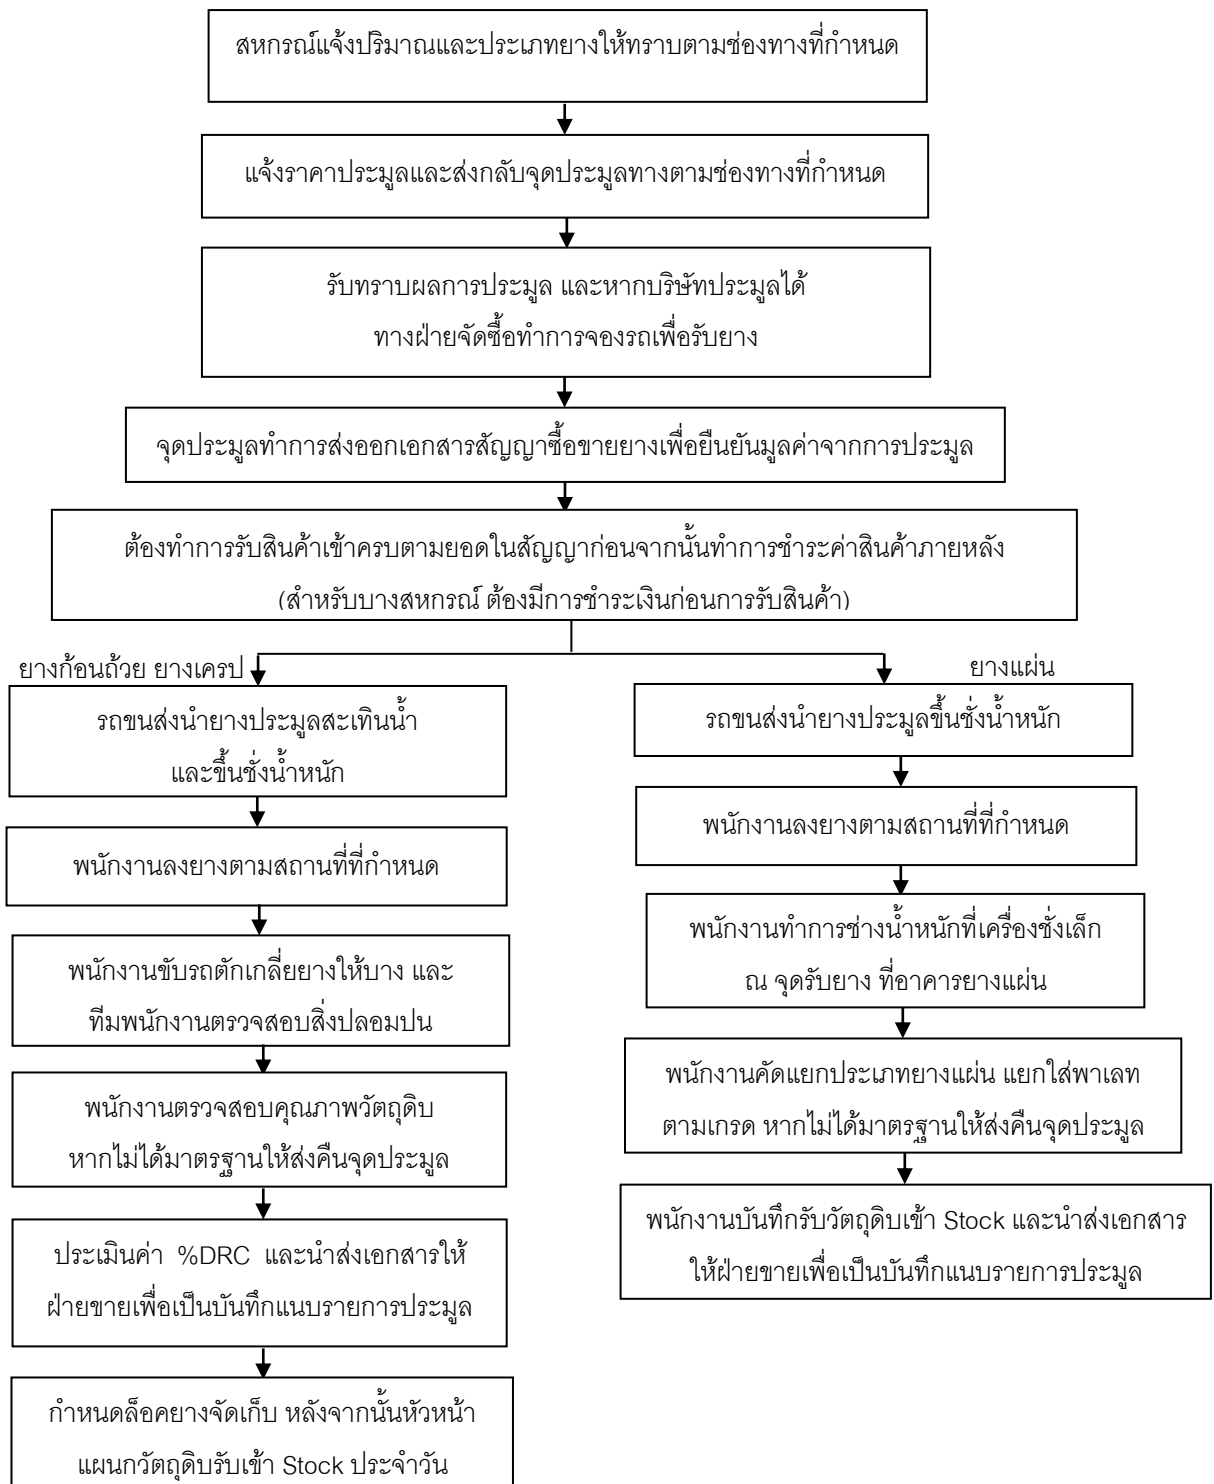 สหกรณ์แจ้งปริมาณและประเภทยางให้ทราบตามช่องทางที่กำหนด
แจ้งราคาประมูลและส่งกลับจุดประมูลทางตามช่องทางที่กำหนด
รับทราบผลการประมูล และหากบริษัทประมูลได้
ทางฝ่ายจัดซื้อทำการจองรถเพื่อรับยาง
จุดประมูลทำการส่งออกเอกสารสัญญาซื้อขายยางเพื่อยืนยันมูลค่าจากการประมูล
ต้องทำการรับสินค้าเข้าครบตามยอดในสัญญาก่อนจากนั้นทำการชำระค่าสินค้าภายหลัง
(สำหรับบางสหกรณ์ ต้องมีการชำระเงินก่อนการรับสินค้า)
ยางก้อนถ้วย ยางเครป
รถขนส่งนำยางประมูลสะเทินน้ำ
และขึ้นชั่งน้ำหนัก
พนักงานลงยางตามสถานที่ที่กำหนด
พนักงานขับรถตักเกลี่ยยางให้บาง และ
ทีมพนักงานตรวจสอบสิ่งปลอมปน
พนักงานตรวจสอบคุณภาพวัตถุดิบ
หากไม่ได้มาตรฐานให้ส่งคืนจุดประมูล
ประเมินค่า %DRC และนำส่งเอกสารให้
ฝ่ายขายเพื่อเป็นบันทึกแนบรายการประมูล
กำหนดล็อคยางจัดเก็บ หลังจากนั้นหัวหน้า
แผนกวัตถุดิบรับเข้า Stock ประจำวัน
ยางแผ่น
รถขนส่งนำยางประมูลขึ้นชั่งน้ำหนัก
พนักงานลงยางตามสถานที่ที่กำหนด
พนักงานทำการช่างน้ำหนักที่เครื่องชั่งเล็ก
ณ จุดรับยาง ที่อาคารยางแผ่น
พนักงานคัดแยกประเภทยางแผ่น แยกใส่พาเลท
ตามเกรด หากไม่ได้มาตรฐานให้ส่งคืนจุดประมูล
พนักงานบันทึกรับวัตถุดิบเข้า Stock และนำส่งเอกสาร
ให้ฝ่ายขายเพื่อเป็นบันทึกแนบรายการประมูล